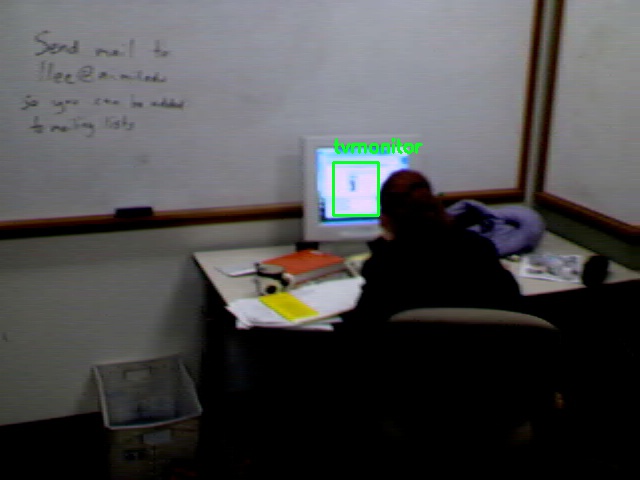 Send mail to
so you can be added
to mailing lists
tvmonitor